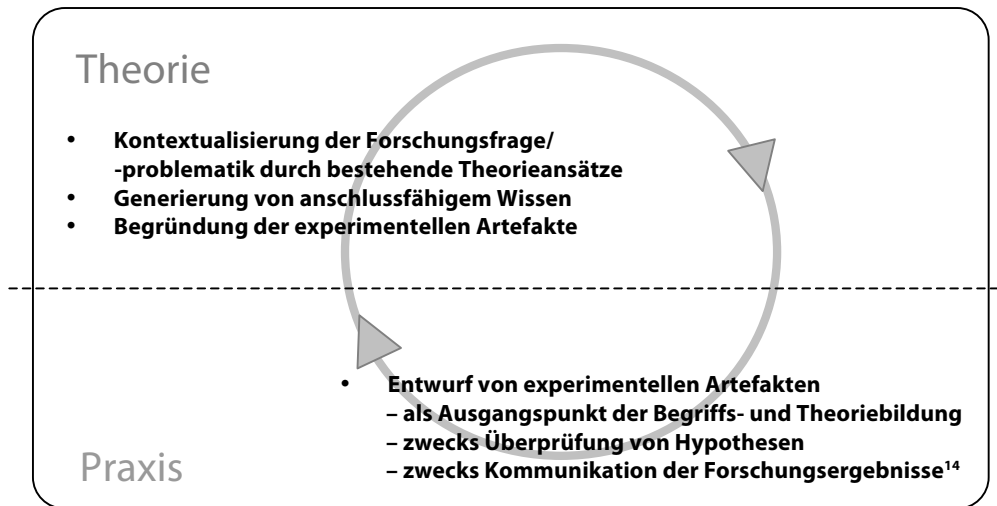 Theorie
• Kontextualisierung der Forschungsfrage/
-problematik durch bestehende Theorieansätze
• Generierung von anschlussfähigem Wissen
• Begründung der experimentellen Artefakte
• Entwurf von experimentellen Artefakten
– als Ausgangspunkt der Begriffs- und Theoriebildung
– zwecks Überprüfung von Hypothesen
– zwecks Kommunikation der Forschungsergebnisse¹⁴
Praxis